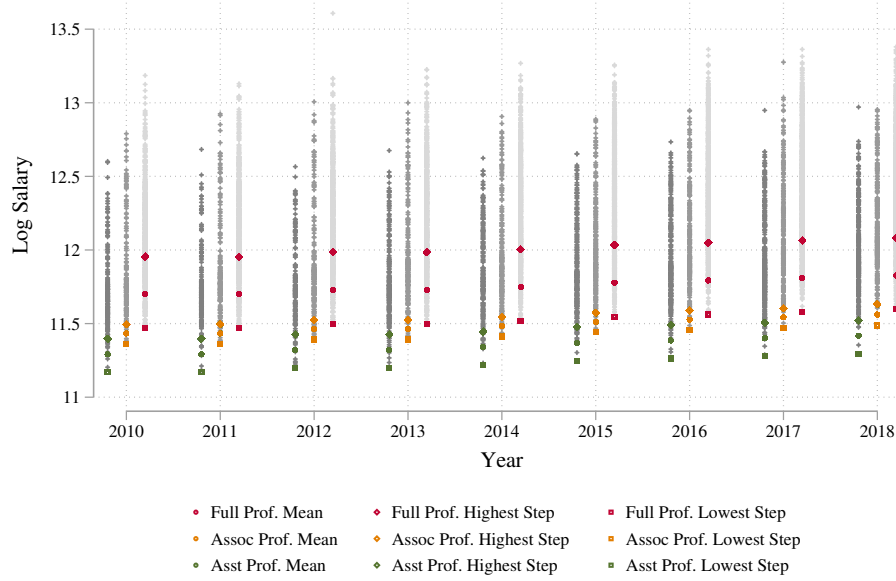 13.5
13
12.5
12
11.5
11
Log Salary
2010 2011 2012 2013 2014 2015 2016 2017 2018
Year
Full Prof. Mean Full Prof. Highest Step Full Prof. Lowest Step
Assoc Prof. Mean Assoc Prof. Highest Step Assoc Prof. Lowest Step
Asst Prof. Mean Asst Prof. Highest Step Asst Prof. Lowest Step